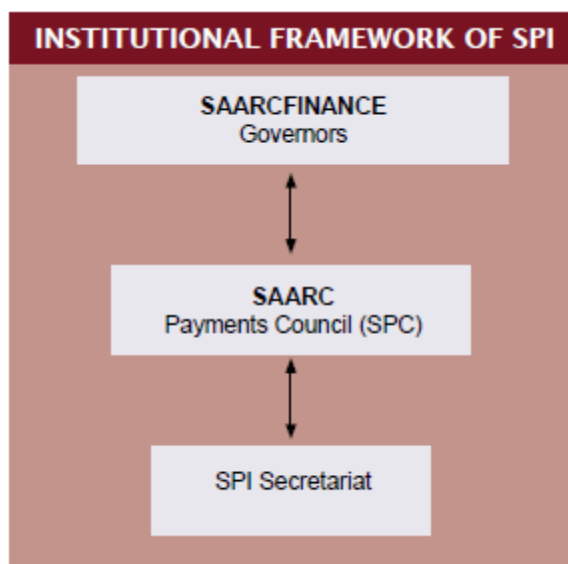 INSTITUTIONAL FRAMEWORK OF SPI
SAARCFINANCE
Governors
SAARC
Payments Council (SPC)
SPI Secretariat